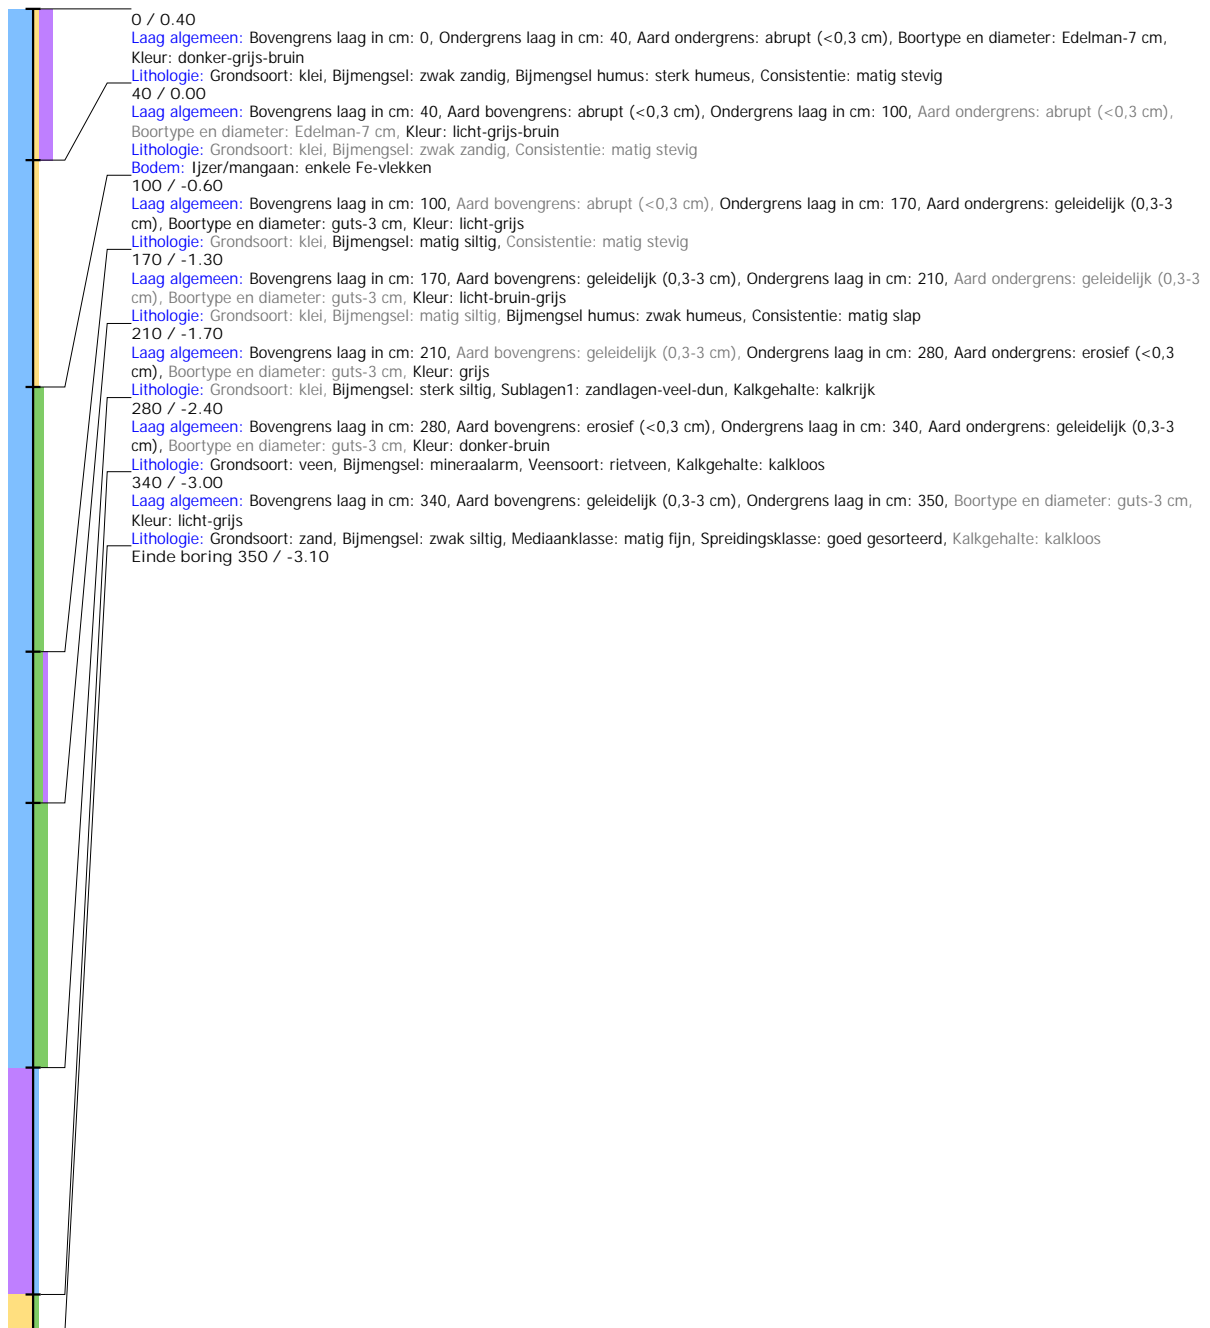 0 / 0.40
Laag algemeen: Bovengrens laag in cm: 0, Ondergrens laag in cm: 40, Aard ondergrens: abrupt (<0,3 cm), Boortype en diameter: Edelman-7 cm,
Kleur: donker-grijs-bruin
Lithologie: Grondsoort: klei, Bijmengsel: zwak zandig, Bijmengsel humus: sterk humeus, Consistentie: matig stevig
40 / 0.00
Laag algemeen: Bovengrens laag in cm: 40, Aard bovengrens: abrupt (<0,3 cm), Ondergrens laag in cm: 100, Aard ondergrens: abrupt (<0,3 cm),
Boortype en diameter: Edelman-7 cm, Kleur: licht-grijs-bruin
Lithologie: Grondsoort: klei, Bijmengsel: zwak zandig, Consistentie: matig stevig
Bodem: Ijzer/mangaan: enkele Fe-vlekken
100 / -0.60
Laag algemeen: Bovengrens laag in cm: 100, Aard bovengrens: abrupt (<0,3 cm), Ondergrens laag in cm: 170, Aard ondergrens: geleidelijk (0,3-3
cm), Boortype en diameter: guts-3 cm, Kleur: licht-grijs
Lithologie: Grondsoort: klei, Bijmengsel: matig siltig, Consistentie: matig stevig
170 / -1.30
Laag algemeen: Bovengrens laag in cm: 170, Aard bovengrens: geleidelijk (0,3-3 cm), Ondergrens laag in cm: 210, Aard ondergrens: geleidelijk (0,3-3
cm), Boortype en diameter: guts-3 cm, Kleur: licht-bruin-grijs
Lithologie: Grondsoort: klei, Bijmengsel: matig siltig, Bijmengsel humus: zwak humeus, Consistentie: matig slap
210 / -1.70
Laag algemeen: Bovengrens laag in cm: 210, Aard bovengrens: geleidelijk (0,3-3 cm), Ondergrens laag in cm: 280, Aard ondergrens: erosief (<0,3
cm), Boortype en diameter: guts-3 cm, Kleur: grijs
Lithologie: Grondsoort: klei, Bijmengsel: sterk siltig, Sublagen1: zandlagen-veel-dun, Kalkgehalte: kalkrijk
280 / -2.40
Laag algemeen: Bovengrens laag in cm: 280, Aard bovengrens: erosief (<0,3 cm), Ondergrens laag in cm: 340, Aard ondergrens: geleidelijk (0,3-3
cm), Boortype en diameter: guts-3 cm, Kleur: donker-bruin
Lithologie: Grondsoort: veen, Bijmengsel: mineraalarm, Veensoort: rietveen, Kalkgehalte: kalkloos
340 / -3.00
Laag algemeen: Bovengrens laag in cm: 340, Aard bovengrens: geleidelijk (0,3-3 cm), Ondergrens laag in cm: 350, Boortype en diameter: guts-3 cm,
Kleur: licht-grijs
Lithologie: Grondsoort: zand, Bijmengsel: zwak siltig, Mediaanklasse: matig fijn, Spreidingsklasse: goed gesorteerd, Kalkgehalte: kalkloos
Einde boring 350 / -3.10